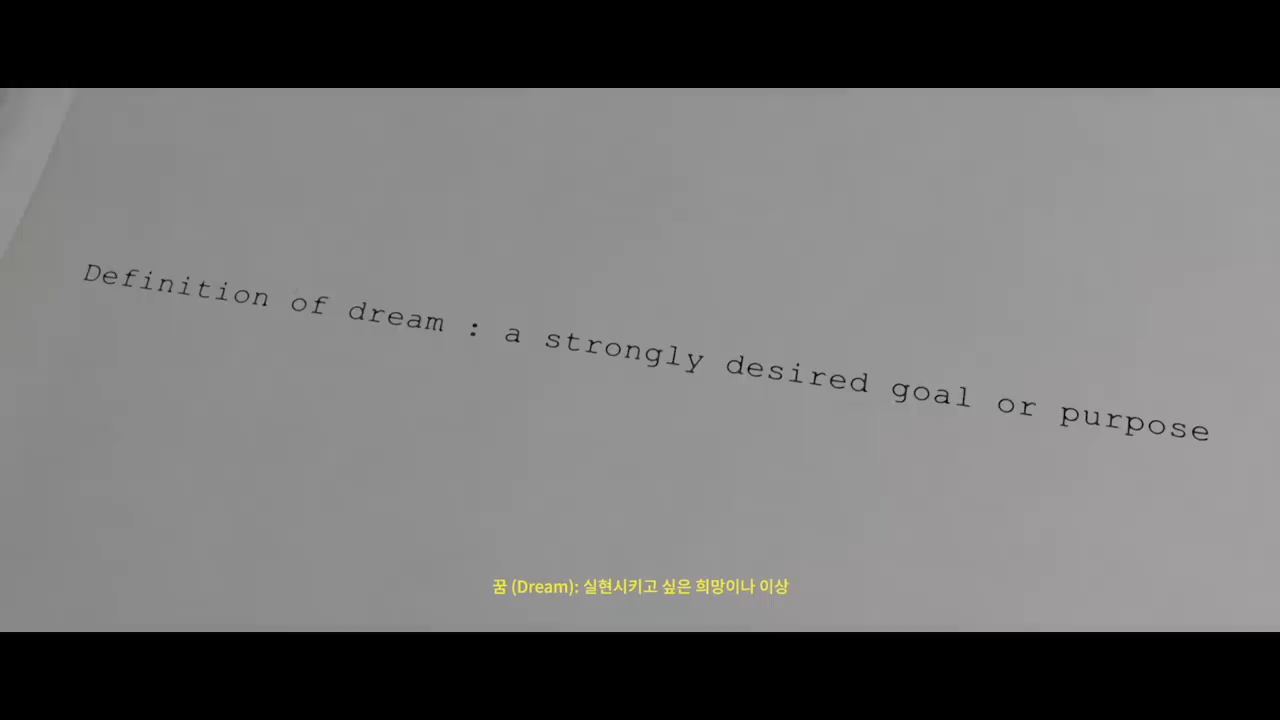 Definition of dream : a strongly desired goal or purpose
꿈 (Dream): 실현시키고 싶은 희망이나 이상